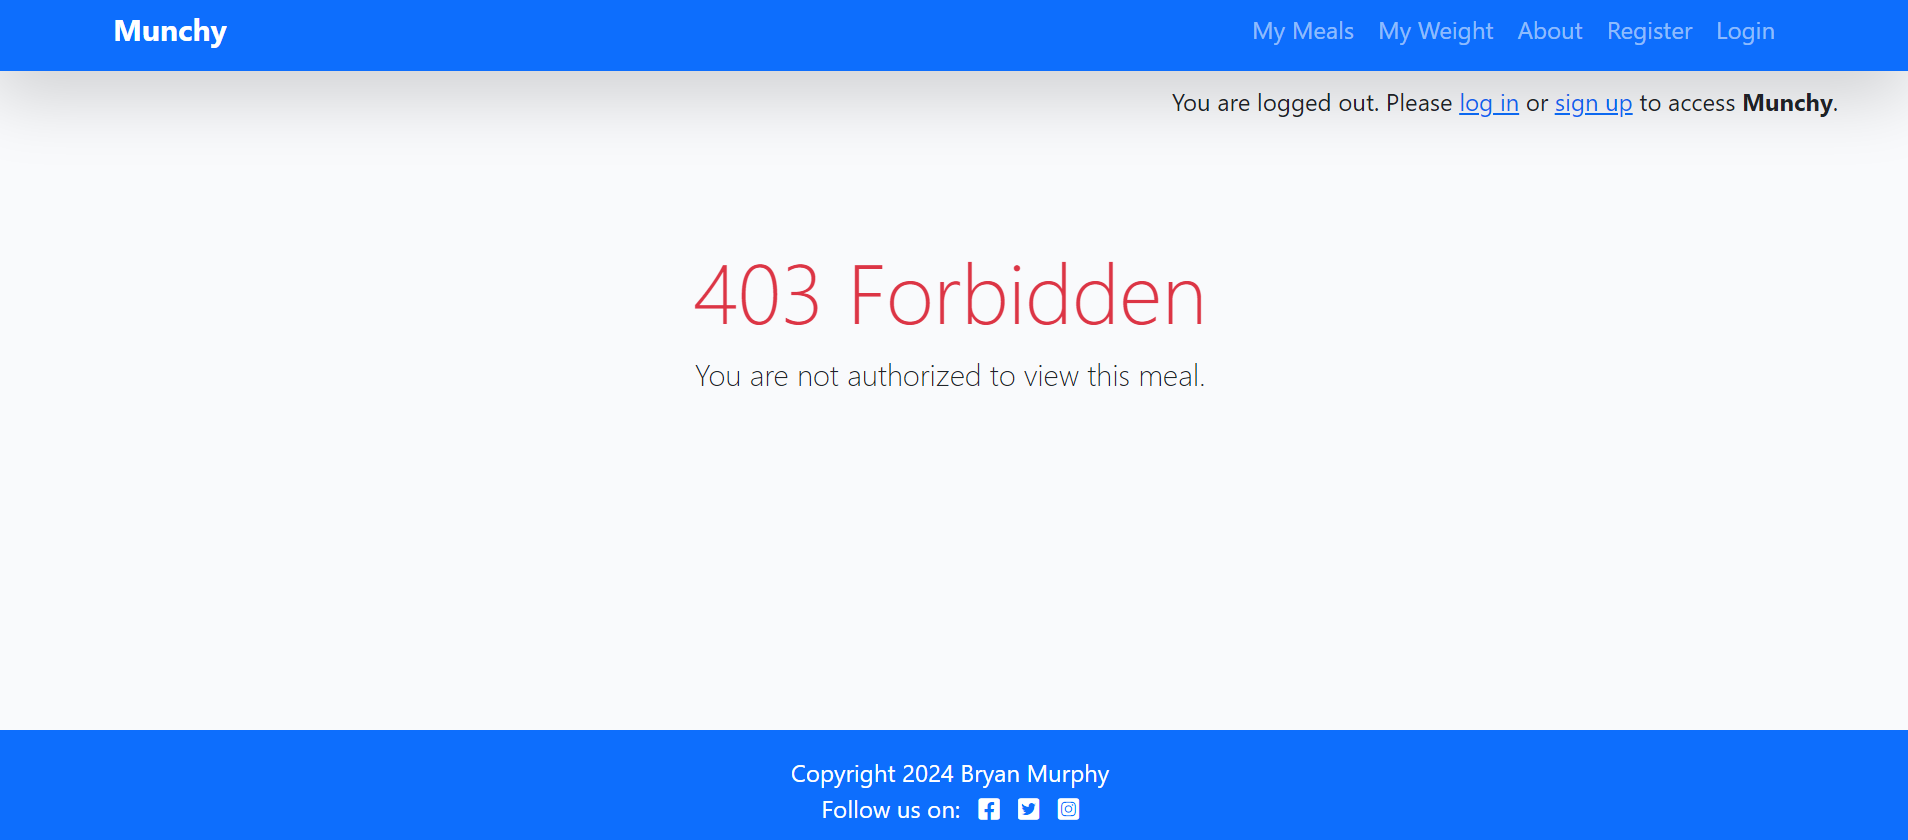 Munchy My Meals My Weight About Register Login
You are logged out. Please log in or sign up to access Munchy.
403 Forbidden
You are not authorized to view this meal.
Copyright 2024 Bryan Murphy
Follow us on: